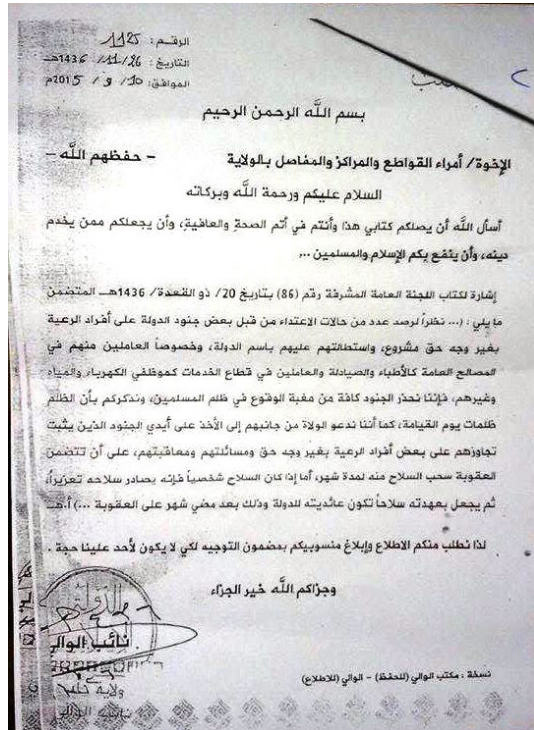 الرقم: 1125
التاريخ: 26/ 11/ 1436هـ
الموافق: 10/ 9/ 2015م
بسم الله الرحمن الرحيم
الإخوة/ أمراء القواطع والمراكز والمفاصل بالولاية - حفظهم الله -
السلام عليكم ورحمة الله وبركاته
أسأل الله أن يصلكم كتابي هذا وأنتم في أتم الصحة والعافية، وأن يجعلكم ممن يخدم
دينه، وأن ينفع بكم الإسلام والمسلمين ...
إشارة لكتاب اللجنة العامة المشرفة رقم (86) بتاريخ 20/ ذو القعدة/ 1436هـ المتضمن
ما يلي: (... نظراً لرصد عدد من حالات الاعتداء من قبل بعض جنود الدولة على أفراد الرعية
بغير وجه حق مشروع، واستطالتهم عليهم باسم الدولة، وخصوصاً العاملين منهم في
المصالح العامة كالأطباء والصيادلة والعاملين في قطاع الخدمات كموظفي الكهرباء والمياه
وغيرهم، فإننا نحذر الجنود كافة من مغبة الوقوع في ظلم المسلمين، ونذكركم بأن الظلم
ظلمات يوم القيامة، كما أننا ندعو الولاة من جانبهم إلى الأخذ على أيدي الجنود الذين يثبت
تجاوزهم على بعض أفراد الرعية بغير وجه حق ومسائلتهم ومعاقبتهم، على أن تتضمن
العقوبة سحب السلاح منه لمدة شهر، أما إذا كان السلاح شخصياً فإنه يصادر سلاحه تعزيراً،
ثم يجعل بعهدته سلاحاً تكون عائديته للدولة وذلك بعد مضي شهر على العقوبة ...) أ.هـ
لذا نطلب منكم الاطلاع وإبلاغ منسوبيكم بمضمون التوجيه لكي لا يكون لأحد علينا حجة .
وجزاكم الله خير الجزاء
الدولة
نائب الوالي
ولاية حلب
نائب الوالي
نسخة : مكتب الوالي (للحفظ) - الوالي (للاطلاع)